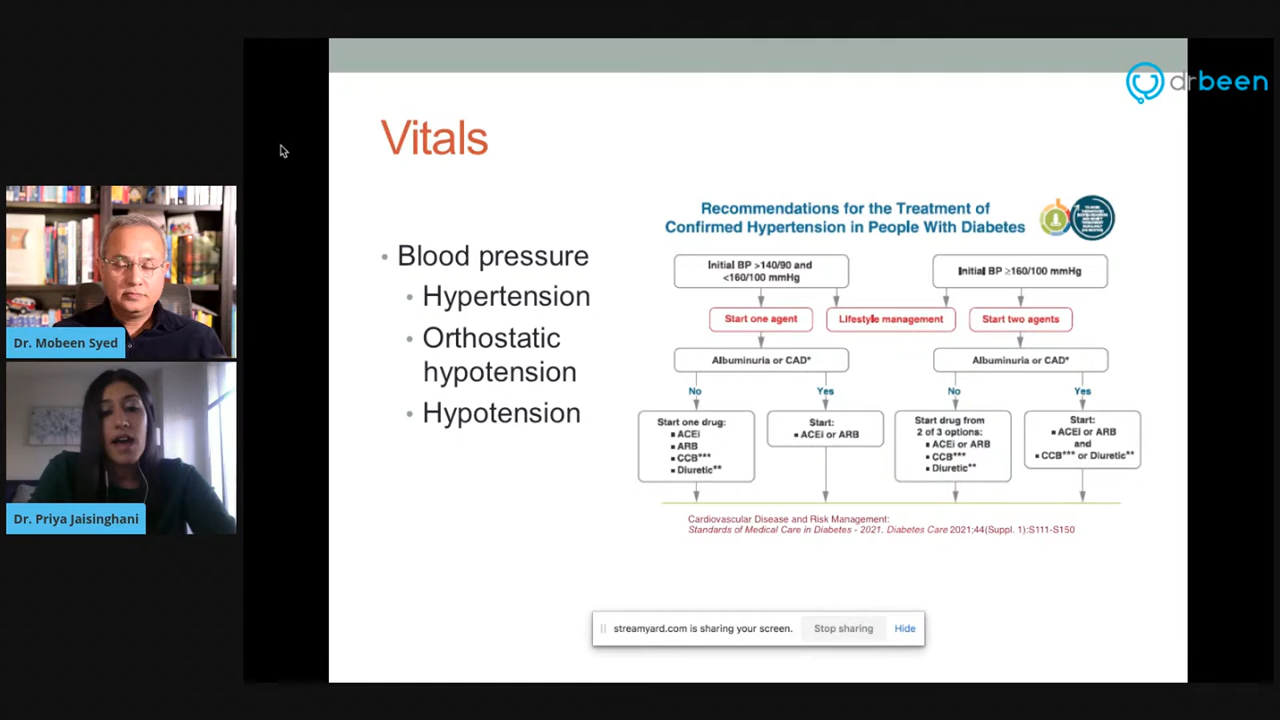 drbeen
Vitals
Recommendations for the Treatment of
Confirmed Hypertension in People With Diabetes
• Blood pressure
• Hypertension
• Orthostatic
hypotension
• Hypotension
Initial BP >140/90 and
<160/100 mmHg
Initial BP ≥160/100 mmHg
Start one agent
Lifestyle management
Start two agents
Albuminuria or CAD*
Albuminuria or CAD*
No
Yes
No
Yes
Start one drug:
▪ ACEi
▪ ARB
▪ CCB***
▪ Diuretic**
Start:
▪ ACEi or ARB
Start drug from
2 of 3 options:
▪ ACEi or ARB
▪ CCB***
▪ Diuretic**
Start:
▪ ACEi or ARB
and
▪ CCB*** or Diuretic**
Cardiovascular Disease and Risk Management:
Standards of Medical Care in Diabetes - 2021. Diabetes Care 2021;44(Suppl. 1):S111-S150
Dr. Mobeen Syed
Dr. Priya Jaisinghani
streamyard.com is sharing your screen.
Stop sharing
Hide